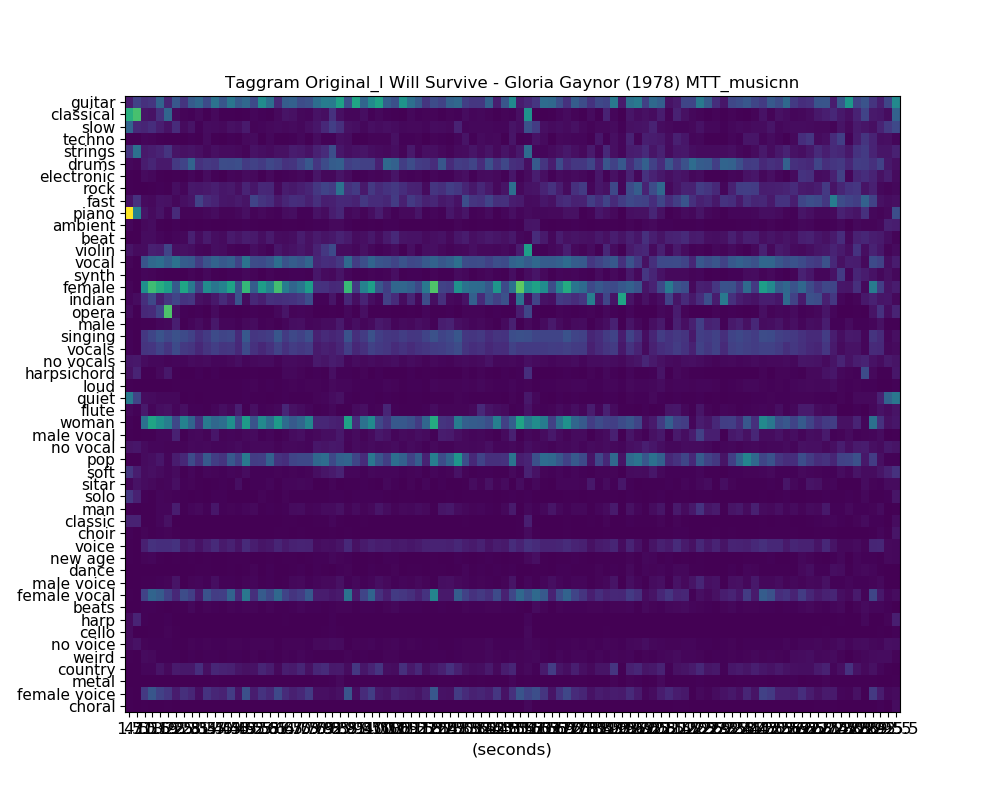 Taggram Original_I Will Survive - Gloria Gaynor (1978) MTT_musicnn
guitar
classical
slow
techno
strings
drums
electronic
rock
fast
piano
ambient
beat
violin
vocal
synth
female
indian
opera
male
singing
vocals
no vocals
harpsichord
loud
quiet
flute
woman
male vocal
no vocal
pop
soft
sitar
solo
man
classic
choir
voice
new age
dance
male voice
female vocal
beats
harp
cello
no voice
weird
country
metal
female voice
choral
(seconds)